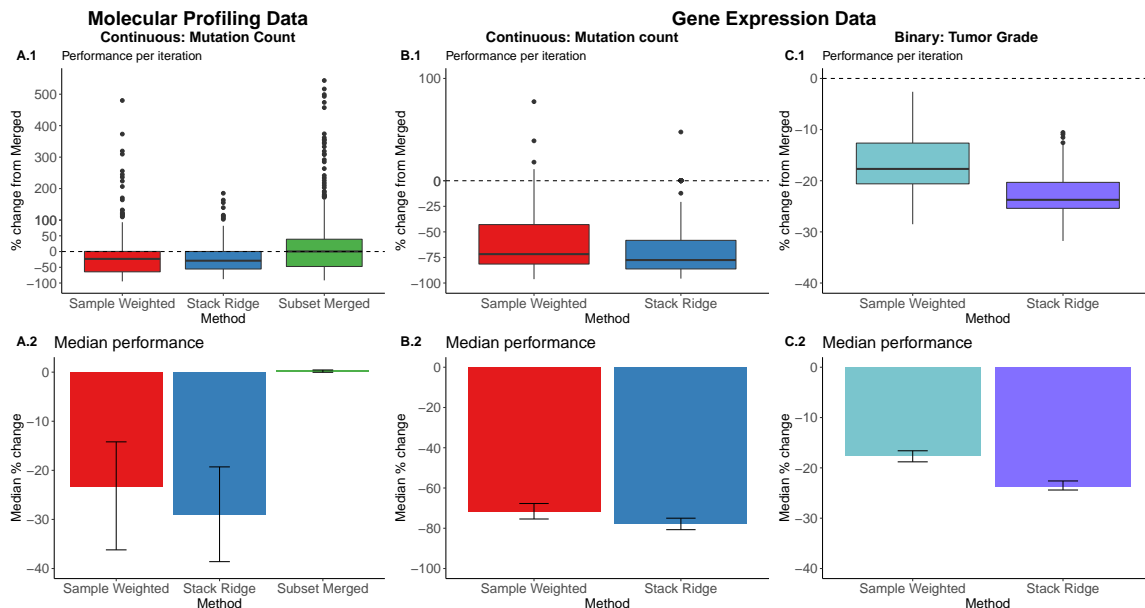 Molecular Profiling Data
Gene Expression Data
Continuous: Mutation Count
Continuous: Mutation count
Binary: Tumor Grade
A.1 Performance per iteration
% change from Merged
500
400
300
200
100
50
0
−50
−100
Sample Weighted Stack Ridge Subset Merged
Method
B.1 Performance per iteration
% change from Merged
100
50
0
−25
−50
−75
−100
Sample Weighted Stack Ridge
Method
C.1 Performance per iteration
% change from Merged
0
−10
−20
−30
−40
Sample Weighted Stack Ridge
Method
A.2 Median performance
Median % change
0
−10
−20
−30
−40
Sample Weighted Stack Ridge Subset Merged
Method
B.2 Median performance
Median % change
0
−20
−40
−60
−80
−100
Sample Weighted Stack Ridge
Method
C.2 Median performance
Median % change
0
−10
−20
−30
−40
Sample Weighted Stack Ridge
Method